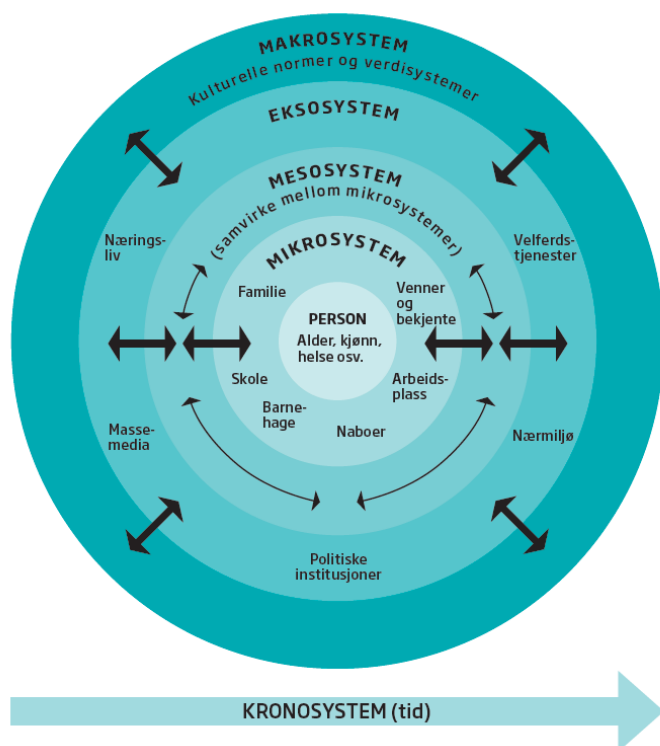 MAKROSYSTEM
Kulturelle normer og verdisystemer
EKSOSYSTEM
MESOSYSTEM
(samvirke mellom mikrosystemer)
MIKROSYSTEM
Nærings-
liv
Velferds-
tjenester
Familie
Venner
og
bekjente
PERSON
Alder, kjønn,
helse osv.
Skole
Arbeids-
plass
Barne-
hage
Naboer
Masse-
media
Nærmiljø
Politiske
institusjoner
KRONOSYSTEM (tid)